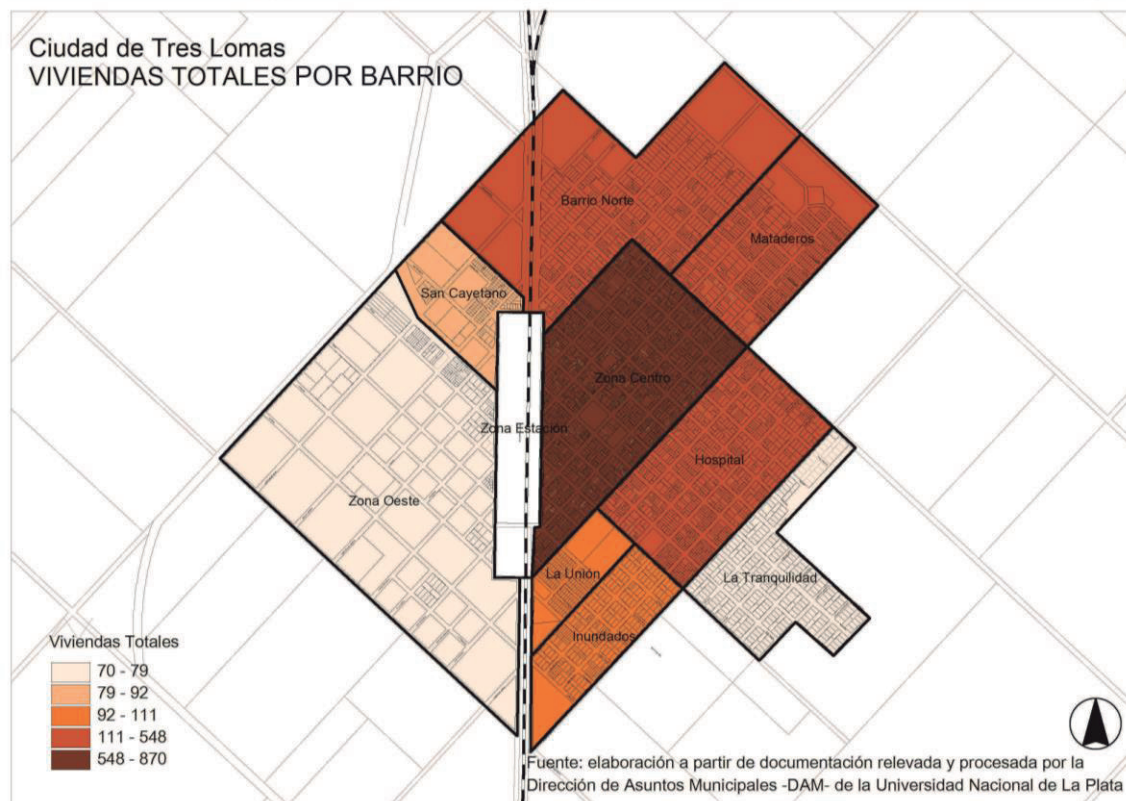 Ciudad de Tres Lomas
VIVIENDAS TOTALES POR BARRIO
Barrio Norte
Mataderos
San Cayetano
Zona Centro
Zona Estación
Hospital
Zona Oeste
La Unión
La Tranquilidad
Inundados
Viviendas Totales
70 - 79
79 - 92
92 - 111
111 - 548
548 - 870
Fuente: elaboración a partir de documentación relevada y procesada por la
Dirección de Asuntos Municipales -DAM- de la Universidad Nacional de La Plata